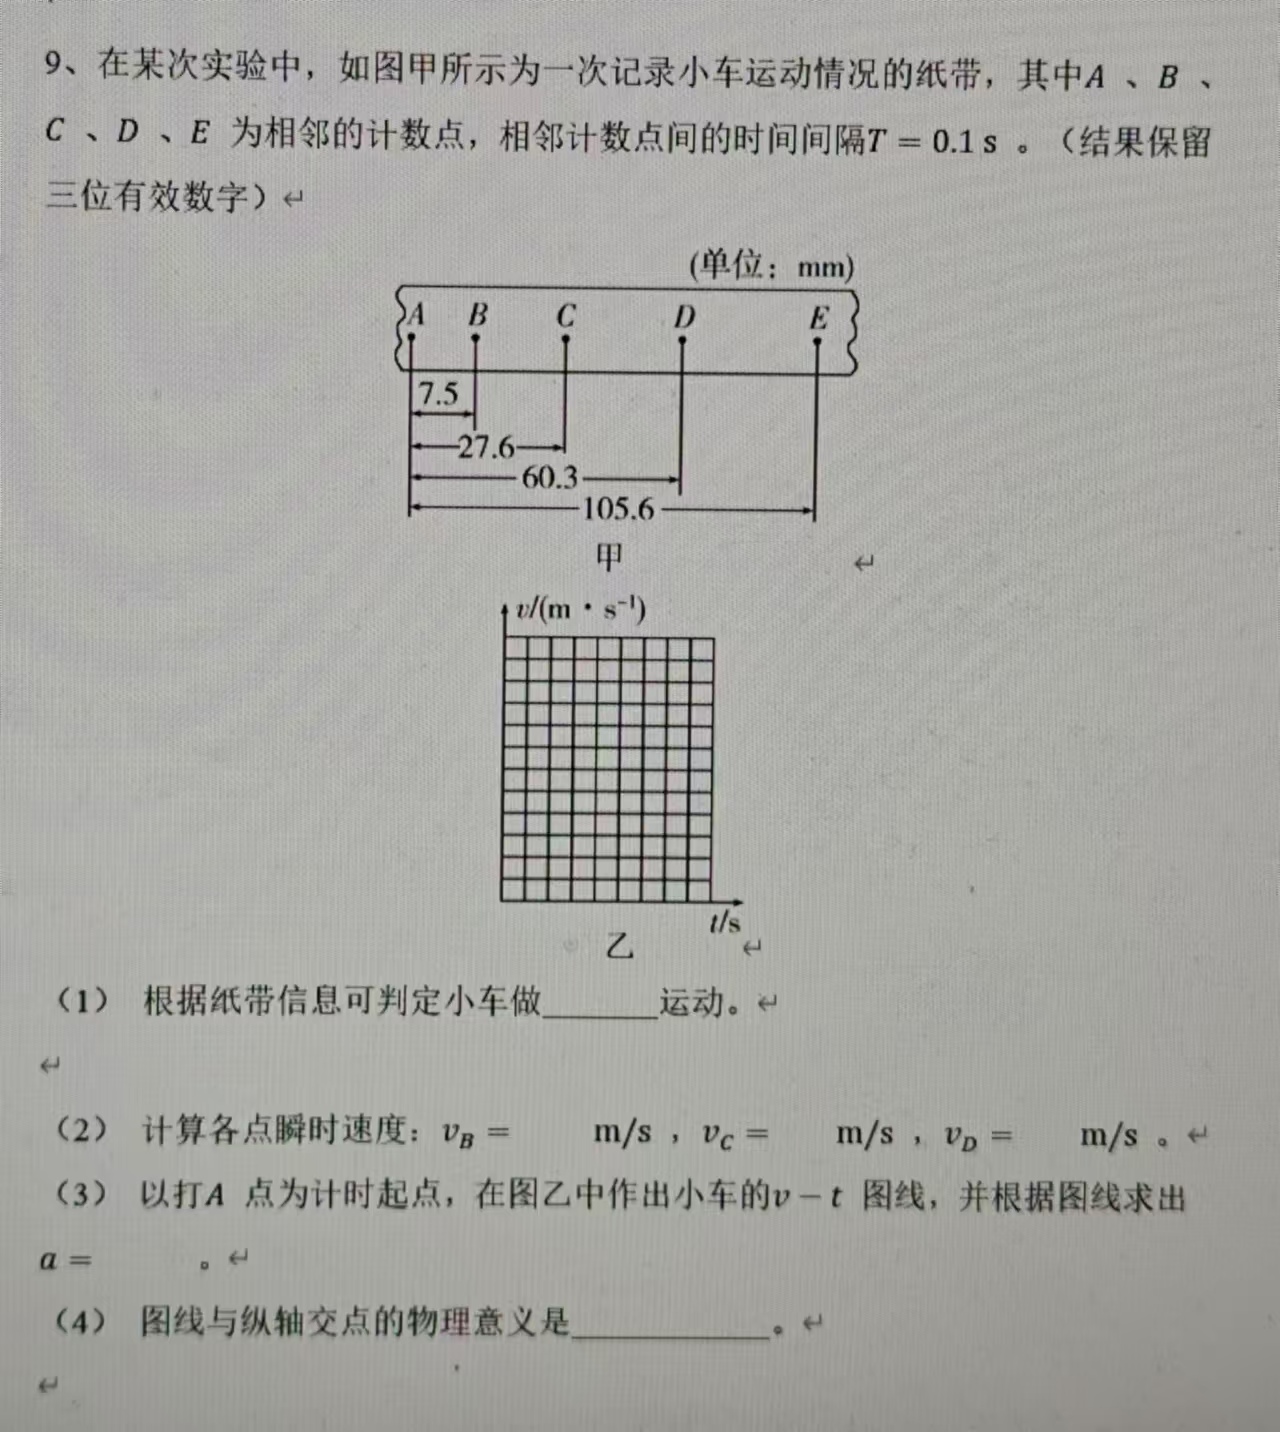 9、在某次实验中，如图甲所示为一次记录小车运动情况的纸带，其中A 、B 、
C 、D 、E 为相邻的计数点，相邻计数点间的时间间隔T = 0.1 s 。（结果保留
三位有效数字）↵
(单位：mm)
A B C D E
7.5
27.6
60.3
105.6
甲 ↵
v/(m · s⁻¹)
t/s
乙 ↵
（1） 根据纸带信息可判定小车做_______运动。↵
↵
（2） 计算各点瞬时速度：v_B = m/s ，v_C = m/s ，v_D = m/s 。↵
（3） 以打A 点为计时起点，在图乙中作出小车的v − t 图线，并根据图线求出
a = 。↵
（4） 图线与纵轴交点的物理意义是____________。↵
↵